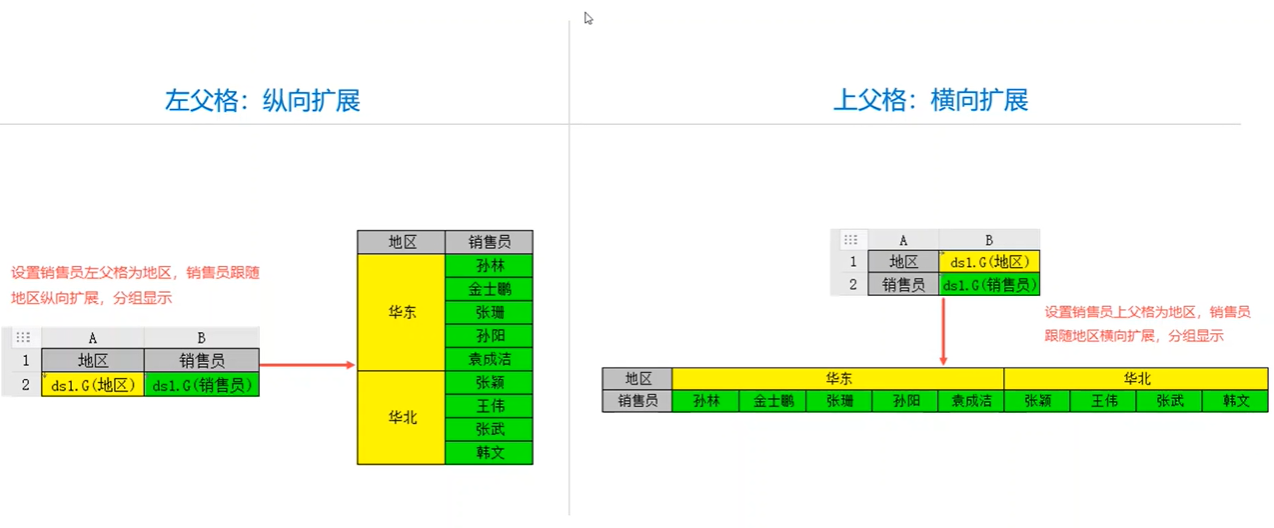 左父格：纵向扩展
设置销售员左父格为地区，销售员跟随
地区纵向扩展，分组显示
A B
1 地区 销售员
2 ds1.G(地区) ds1.G(销售员)
地区 销售员
华东 孙林
金士鹏
张珊
孙阳
袁成洁
华北 张颖
王伟
张武
韩文
上父格：横向扩展
A B
1 地区 ds1.G(地区)
2 销售员 ds1.G(销售员)
设置销售员上父格为地区，销售员
跟随地区横向扩展，分组显示
地区 华东 华北
销售员 孙林 金士鹏 张珊 孙阳 袁成洁 张颖 王伟 张武 韩文